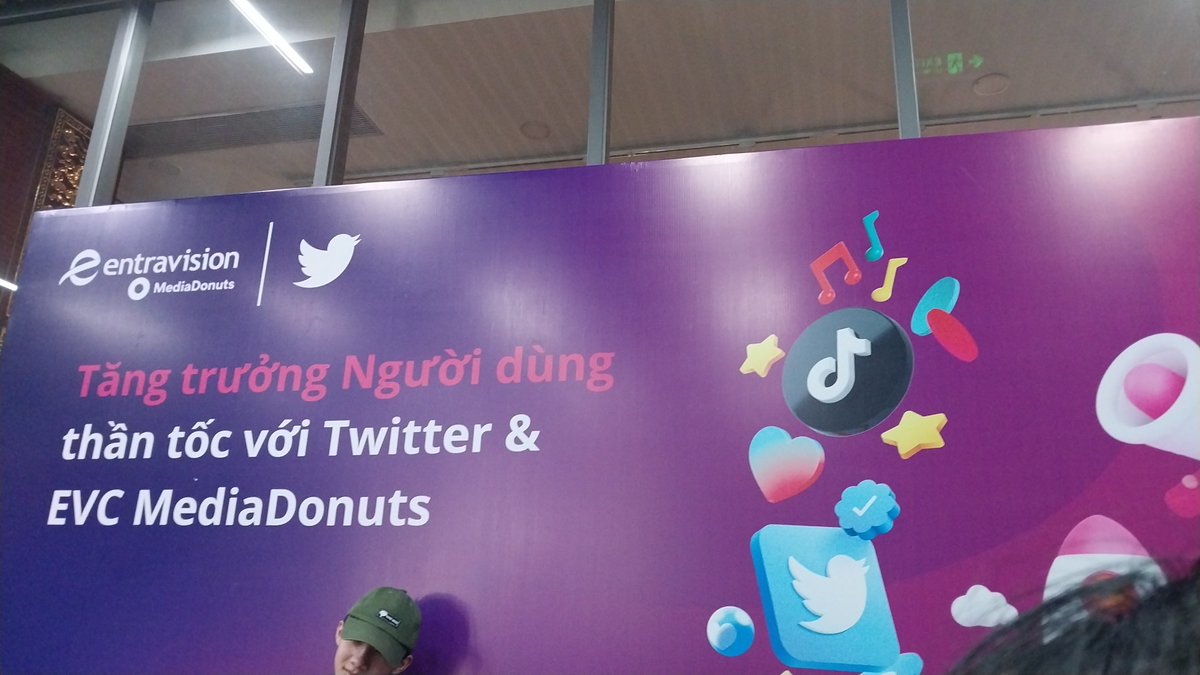 entravision
MediaDonuts
Tăng trưởng Người dùng
thần tốc với Twitter &
EVC MediaDonuts